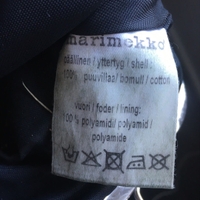 marimekko
päällinen / yttertyg / shell:
100% puuvillaa/ bomull / cotton
vuori / foder / lining:
100 % polyamidi/ polyamid /
polyamide